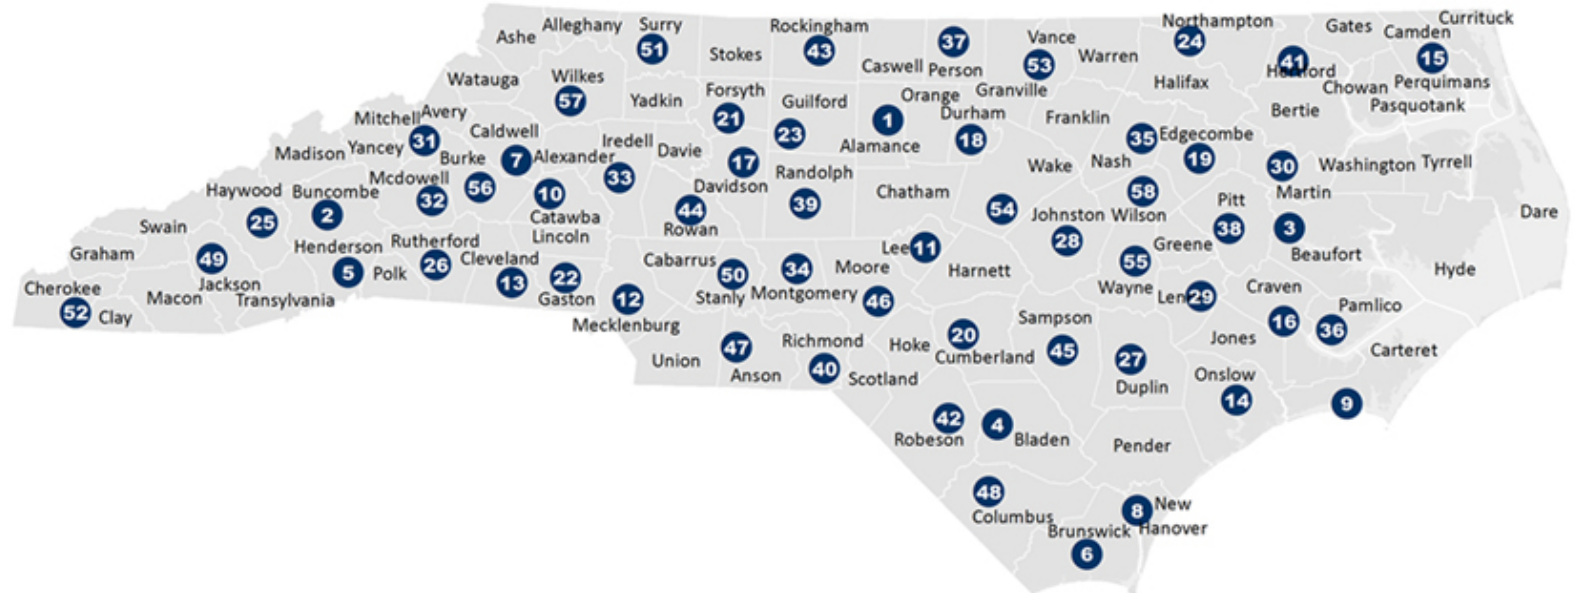 Ashe Alleghany Surry Rockingham Northampton Gates Currituck
51 Stokes 43 37 Vance 24 Camden
Watauga Wilkes Caswell Person 53 Warren 41 15
57 Yadkin Forsyth Orange Granville Halifax Hertford Chowan Perquimans
Mitchell Avery 21 Guilford 1 Durham Franklin Bertie Pasquotank
31 Caldwell Iredell 23 Alamance 18 35 Edgecombe
Madison Yancey Burke 7 Alexander Davie 17 Randolph Wake Nash 19 30 Washington Tyrrell
Haywood Buncombe Mcdowell 56 10 33 Davidson Chatham 58 Martin
Swain 25 2 32 Catawba 44 39 54 Johnston Wilson Pitt 3 Dare
Graham Henderson Rutherford Lincoln Rowan Lee 11 28 Greene 38 Beaufort
49 5 Polk 26 Cleveland 22 Cabarrus 50 34 Moore Harnett 55 Hyde
Cherokee Jackson Macon Transylvania 13 Gaston 12 Stanly Montgomery 46 Wayne 29 Craven Pamlico
52 Clay Mecklenburg Sampson 16 36
Union 47 Richmond Hoke 20 Cumberland 45 27 Jones Carteret
Anson 40 Scotland Duplin Onslow
42 4 14 9
Robeson Bladen Pender
48 8 New
Columbus Brunswick Hanover
6